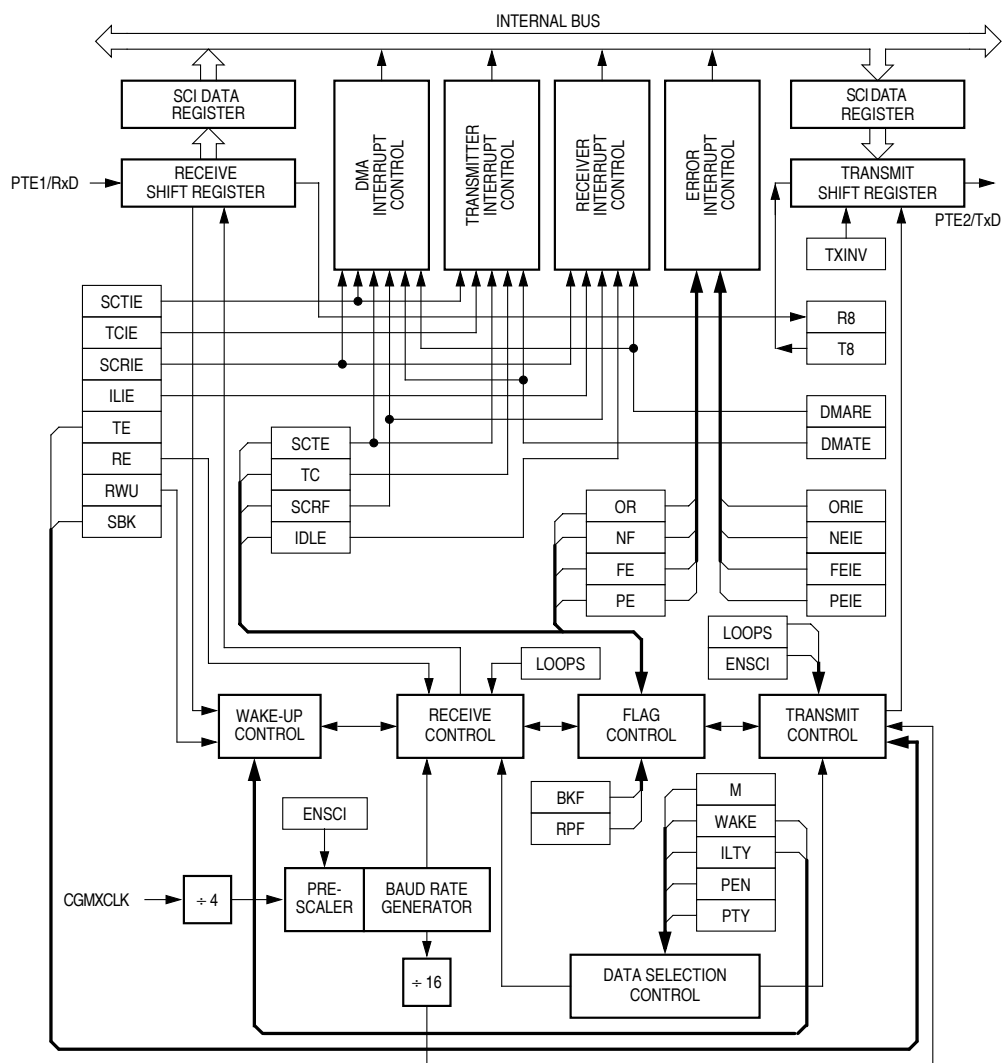 INTERNAL BUS
SCI DATA
REGISTER
SCI DATA
REGISTER
DMA
INTERRUPT
CONTROL
TRANSMITTER
INTERRUPT
CONTROL
RECEIVER
INTERRUPT
CONTROL
ERROR
INTERRUPT
CONTROL
PTE1/RxD
RECEIVE
SHIFT REGISTER
TRANSMIT
SHIFT REGISTER
PTE2/TxD
TXINV
SCTIE
TCIE
SCRIE
ILIE
TE
RE
RWU
SBK
R8
T8
DMARE
DMATE
SCTE
TC
SCRF
IDLE
OR
NF
FE
PE
ORIE
NEIE
FEIE
PEIE
LOOPS
LOOPS
ENSCI
WAKE-UP
CONTROL
RECEIVE
CONTROL
FLAG
CONTROL
TRANSMIT
CONTROL
BKF
RPF
M
WAKE
ILTY
PEN
PTY
ENSCI
CGMXCLK
÷ 4
PRE-
SCALER
BAUD RATE
GENERATOR
÷ 16
DATA SELECTION
CONTROL